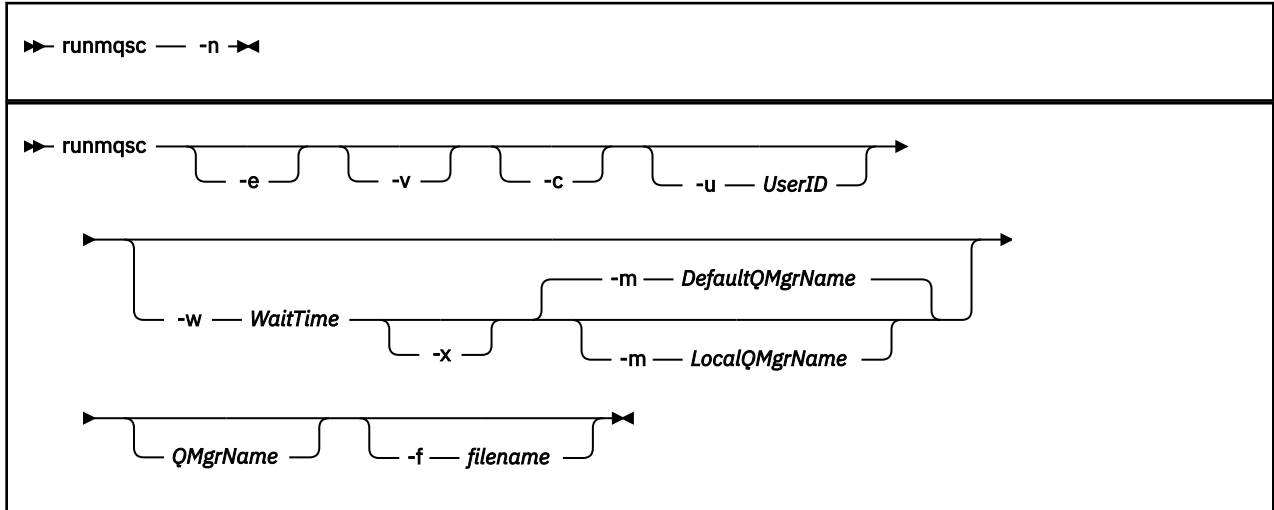 runmqsc -n
runmqsc
-e -v -c -u UserID
-m DefaultQMgrName
-w WaitTime
-x -m LocalQMgrName
QMgrName -f filename